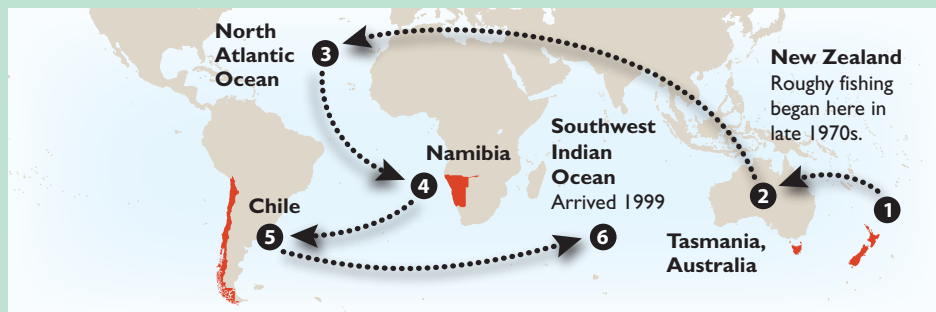 New Zealand
Roughy fishing
began here in
late 1970s.
1
2
Tasmania,
Australia
North
Atlantic
Ocean
3
Namibia
4
Chile
5
Southwest
Indian
Ocean
Arrived 1999
6